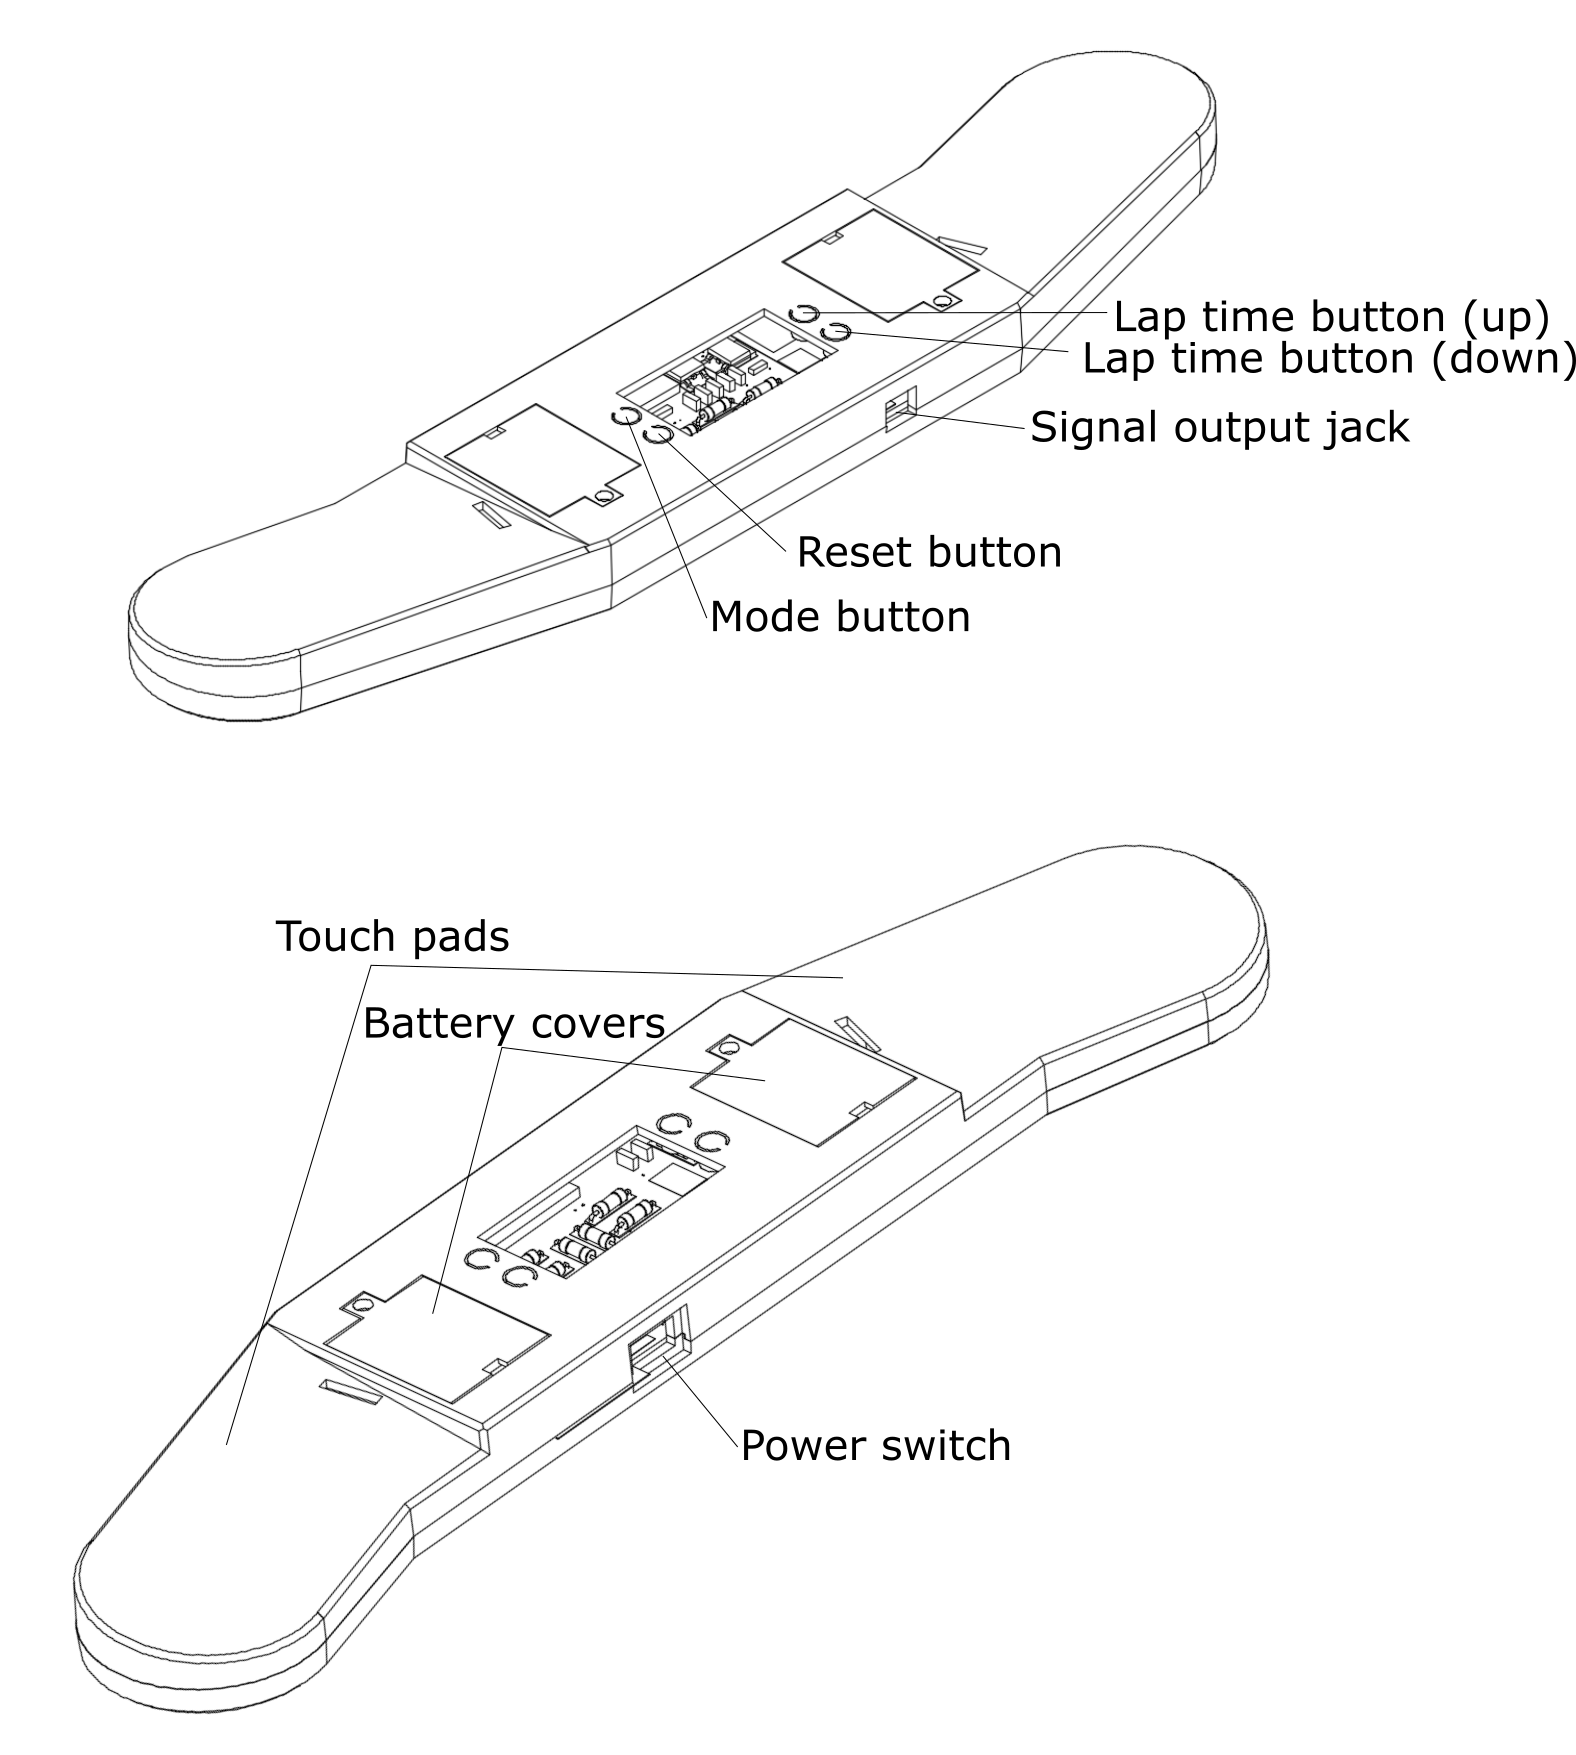 Lap time button (up)
Lap time button (down)
Signal output jack
Reset button
Mode button
Touch pads
Battery covers
Power switch